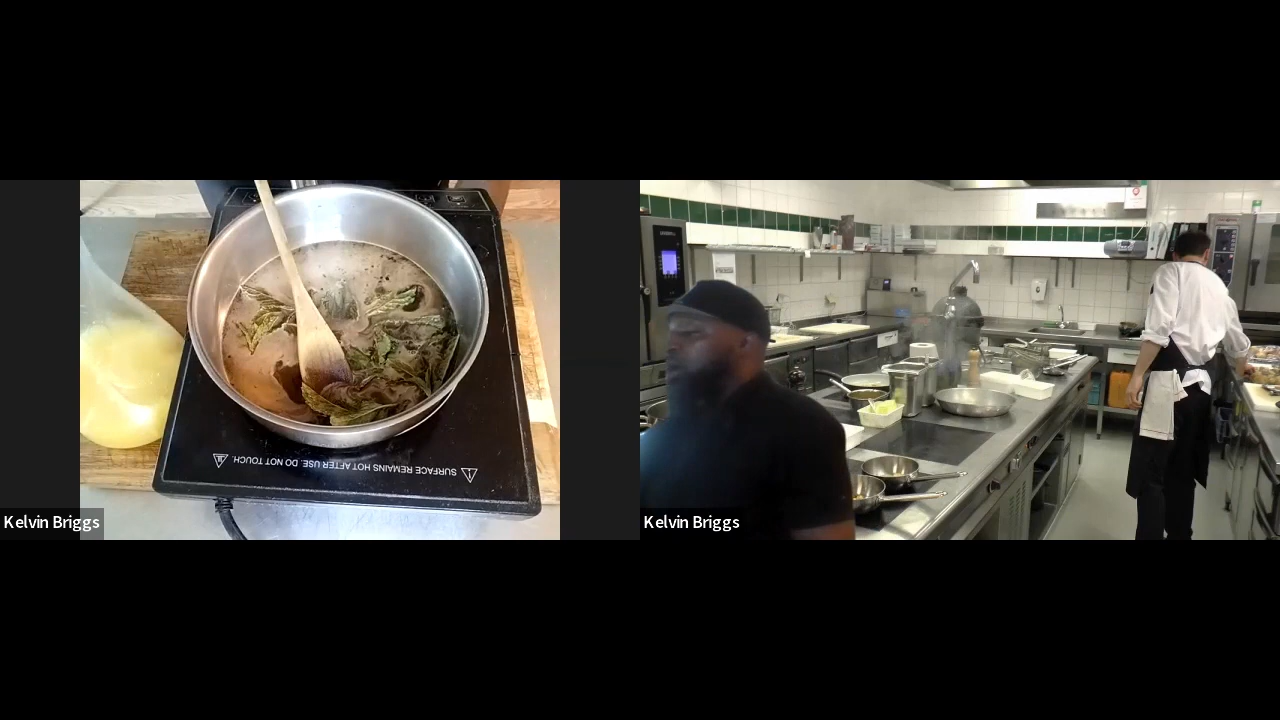 SURFACE REMAINS HOT AFTER USE. DO NOT TOUCH.
Kelvin Briggs
Kelvin Briggs